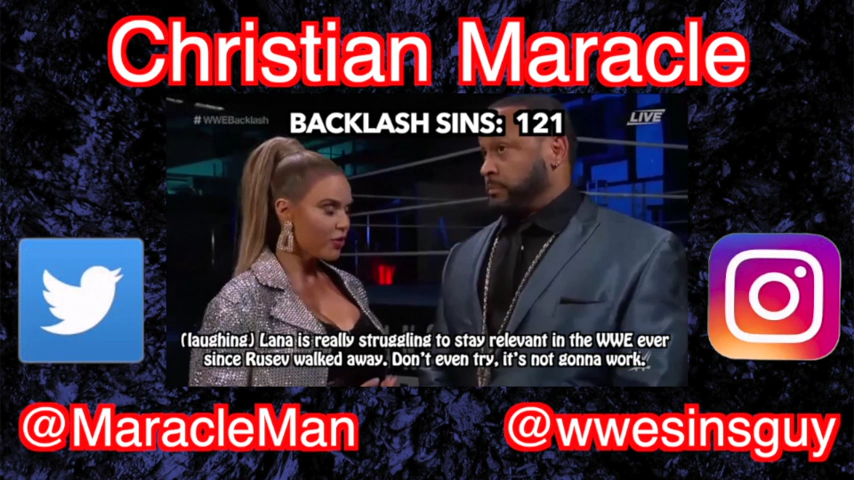 Christian Maracle
#WWEBacklash
BACKLASH SINS: 121
LIVE
(laughing) Lana is really struggling to stay relevant in the WWE ever
since Rusev walked away. Don't even try, it's not gonna work.
@MaracleMan
@wwesinsguy